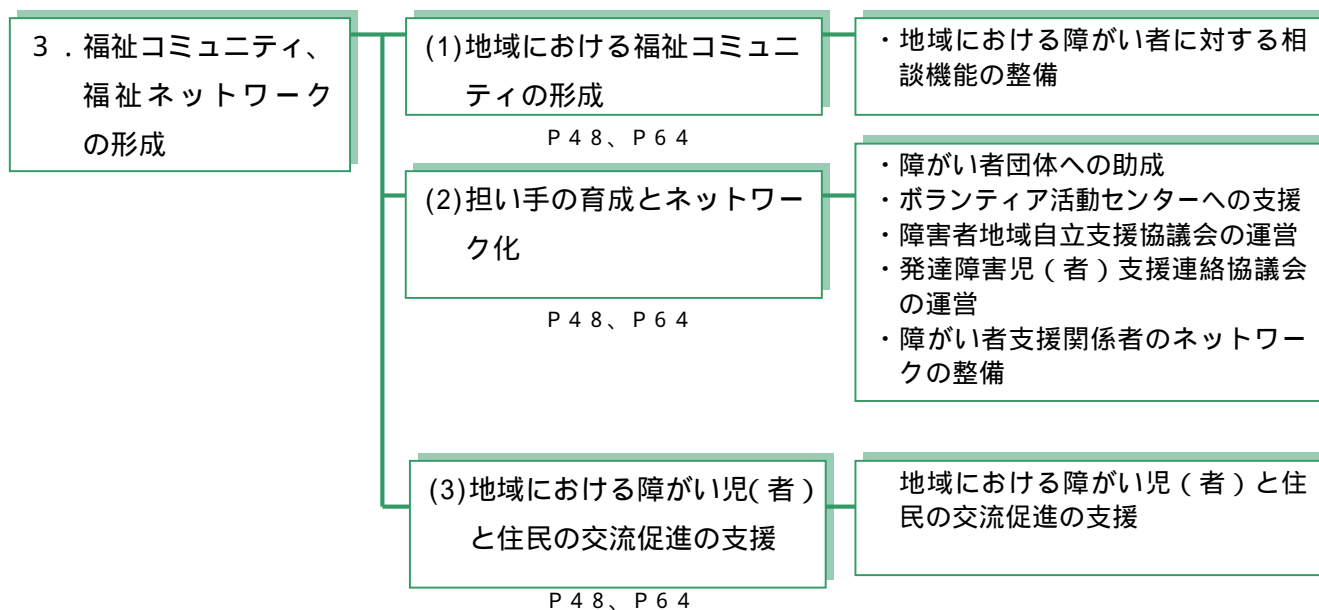 3．福祉コミュニティ、
福祉ネットワーク
の形成
(1)地域における福祉コミュニ
ティの形成
P48、P64
・地域における障がい者に対する相
談機能の整備
(2)担い手の育成とネットワー
ク化
P48、P64
・障がい者団体への助成
・ボランティア活動センターへの支援
・障害者地域自立支援協議会の運営
・発達障害児（者）支援連絡協議会
の運営
・障がい者支援関係者のネットワー
クの整備
(3)地域における障がい児（者）
と住民の交流促進の支援
P48、P64
地域における障がい児（者）と住
民の交流促進の支援